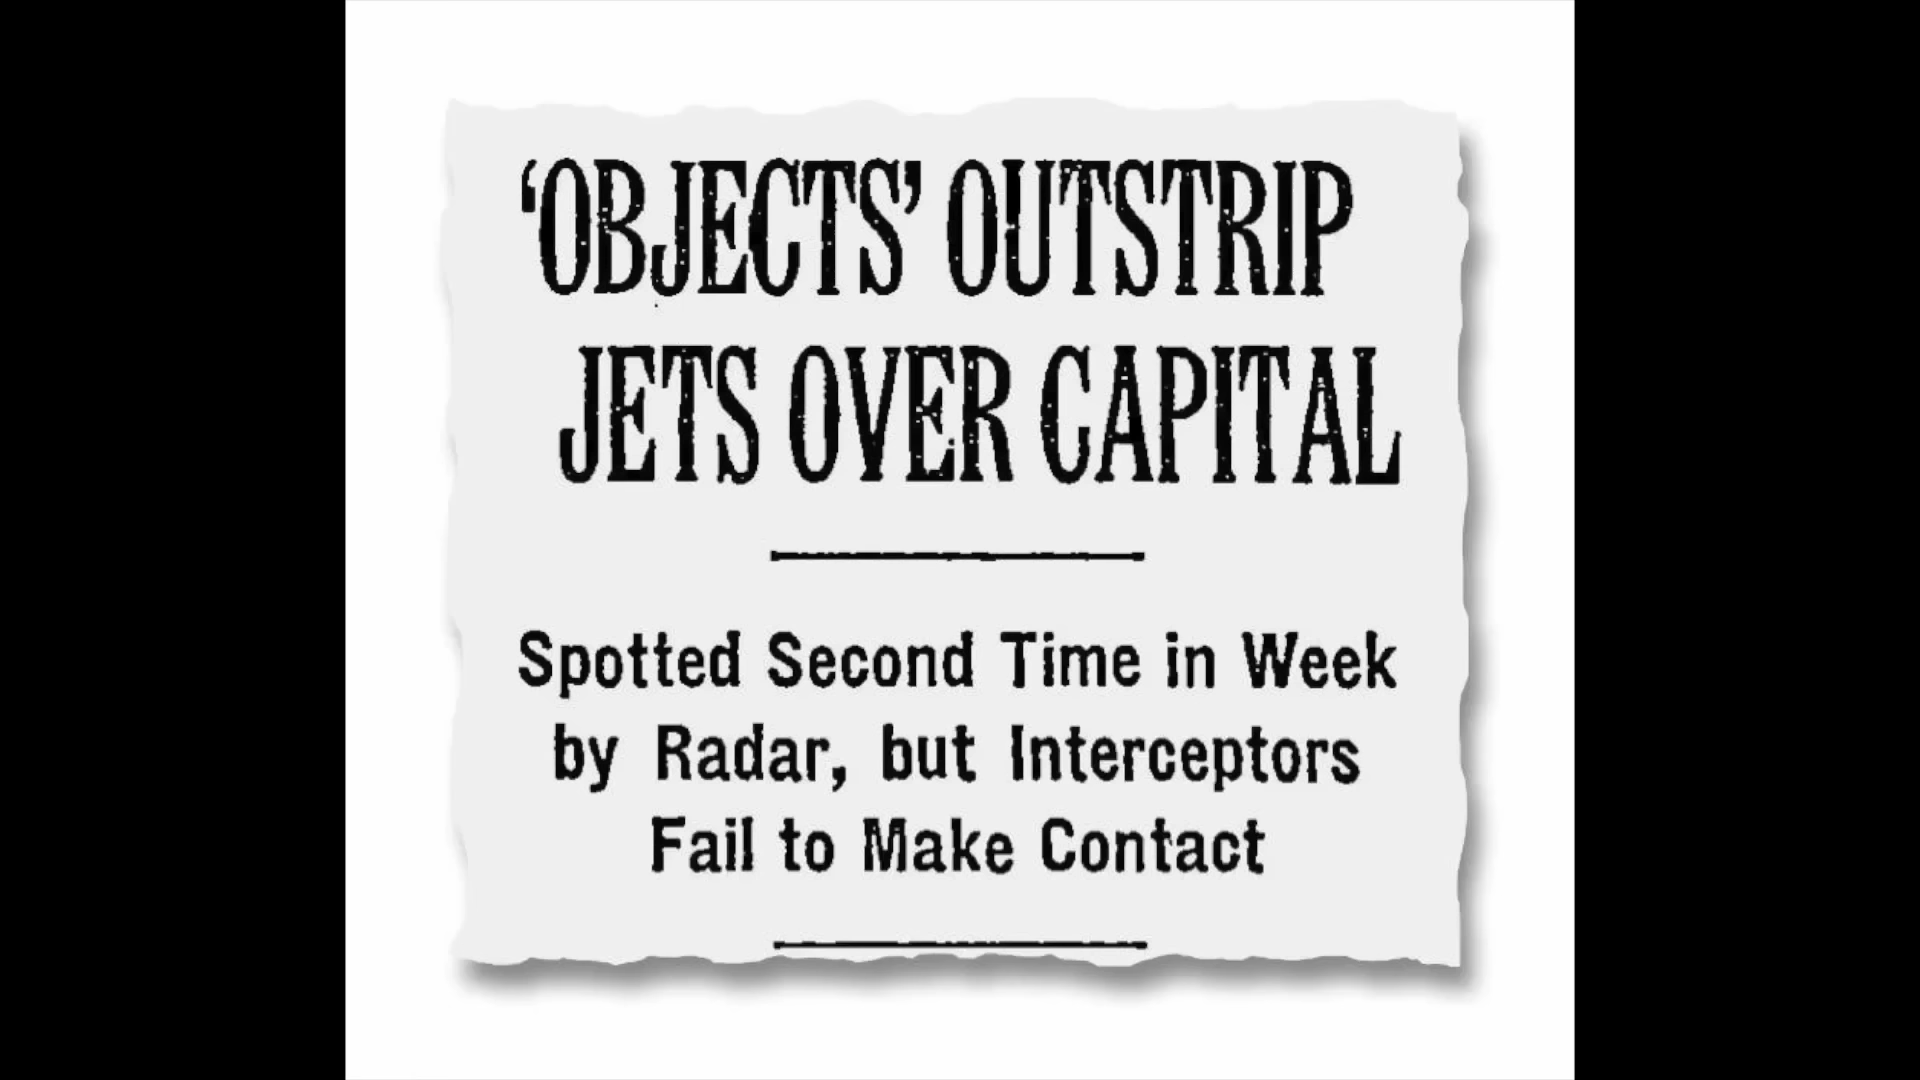 ‘OBJECTS’ OUTSTRIP
JETS OVER CAPITAL
Spotted Second Time in Week
by Radar, but Interceptors
Fail to Make Contact